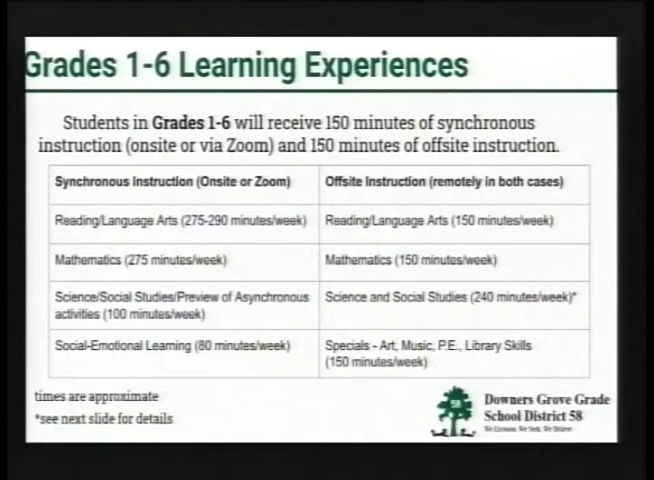 Grades 1-6 Learning Experiences
Students in Grades 1-6 will receive 150 minutes of synchronous
instruction (onsite or via Zoom) and 150 minutes of offsite instruction.
Synchronous Instruction (Onsite or Zoom)
Offsite Instruction (remotely in both cases)
Reading/Language Arts (275-290 minutes/week)
Reading/Language Arts (150 minutes/week)
Mathematics (275 minutes/week)
Mathematics (150 minutes/week)
Science/Social Studies/Preview of Asynchronous
activities (100 minutes/week)
Science and Social Studies (240 minutes/week)*
Social-Emotional Learning (80 minutes/week)
Specials - Art, Music, P.E., Library Skills
(150 minutes/week)
times are approximate
*see next slide for details
58
Downers Grove Grade
School District 58